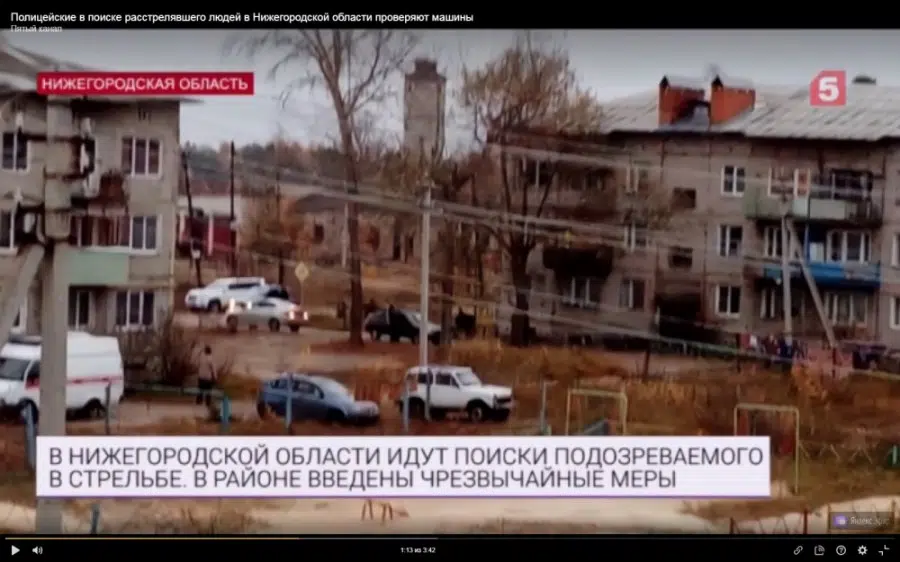 Полицейские в поиске расстрелявшего людей в Нижегородской области проверяют машины
Пятый канал
НИЖЕГОРОДСКАЯ ОБЛАСТЬ
5
В НИЖЕГОРОДСКОЙ ОБЛАСТИ ИДУТ ПОИСКИ ПОДОЗРЕВАЕМОГО
В СТРЕЛЬБЕ. В РАЙОНЕ ВВЕДЕНЫ ЧРЕЗВЫЧАЙНЫЕ МЕРЫ
1:13 из 3:42